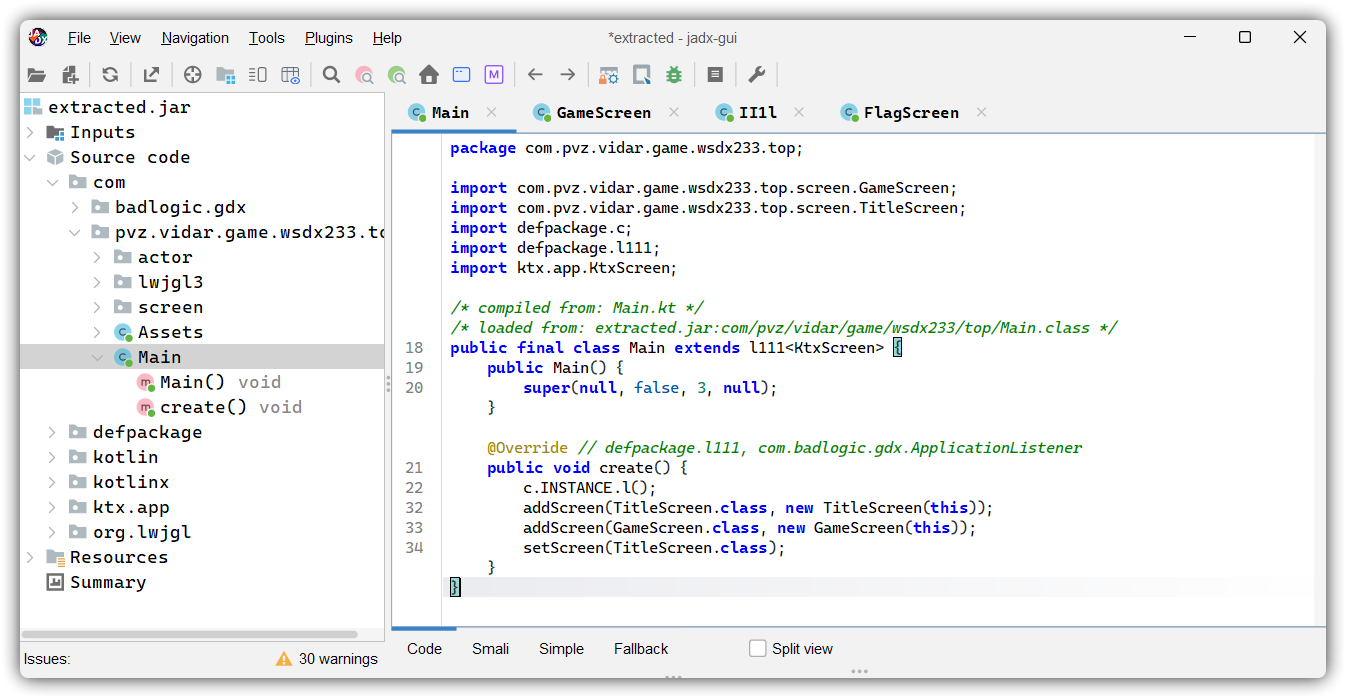 File View Navigation Tools Plugins Help
*extracted - jadx-gui
extracted.jar
Inputs
Source code
com
badlogic.gdx
pvz.vidar.game.wsdx233.to
actor
lwjgl3
screen
Assets
Main
Main() void
create() void
defpackage
kotlin
kotlinx
ktx.app
org.lwjgl
Resources
Summary
Issues: 30 warnings
Main GameScreen II1l FlagScreen
package com.pvz.vidar.game.wsdx233.top;
import com.pvz.vidar.game.wsdx233.top.screen.GameScreen;
import com.pvz.vidar.game.wsdx233.top.screen.TitleScreen;
import defpackage.c;
import defpackage.l111;
import ktx.app.KtxScreen;
/* compiled from: Main.kt */
/* loaded from: extracted.jar:com/pvz/vidar/game/wsdx233/top/Main.class */
18 public final class Main extends l111<KtxScreen> {
19 public Main() {
20 super(null, false, 3, null);
}
@Override // defpackage.l111, com.badlogic.gdx.ApplicationListener
21 public void create() {
22 c.INSTANCE.l();
32 addScreen(TitleScreen.class, new TitleScreen(this));
33 addScreen(GameScreen.class, new GameScreen(this));
34 setScreen(TitleScreen.class);
}
}
Code Smali Simple Fallback Split view